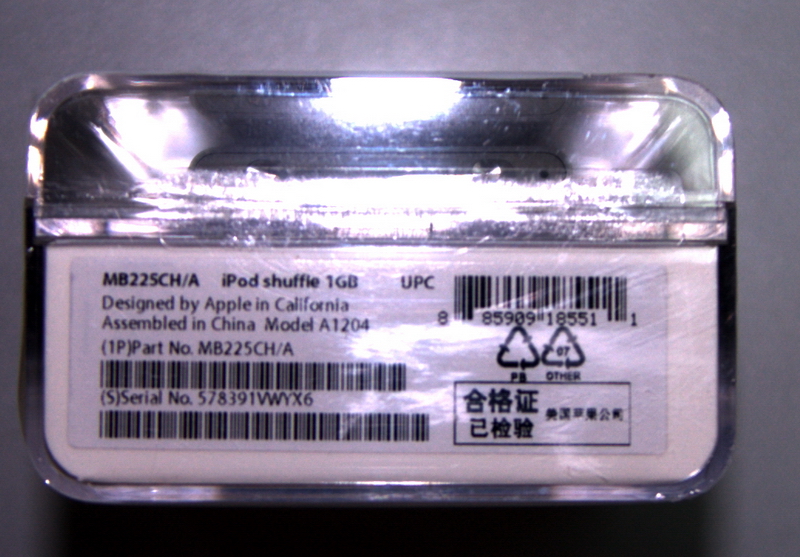 MB225CH/A iPod shuffle 1GB UPC
Designed by Apple in California
Assembled in China Model A1204
8 85909 18551 1
(1P)Part No. MB225CH/A
PB
07
OTHER
(S)Serial No. 578391VWYX6
合格证
已检验
美国苹果公司